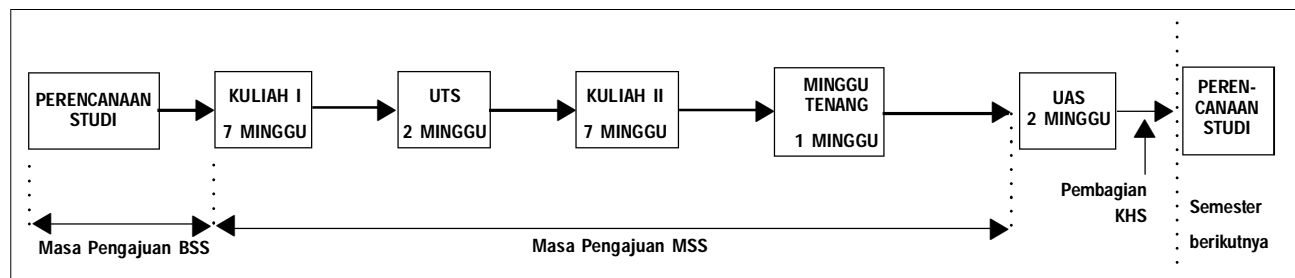 PERENCANAAN
STUDI
KULIAH I
7 MINGGU
UTS
2 MINGGU
KULIAH II
7 MINGGU
MINGGU
TENANG
1 MINGGU
UAS
2 MINGGU
PEREN-
CANAAN
STUDI
Pembagian
KHS
Semester
berikutnya
Masa Pengajuan BSS
Masa Pengajuan MSS